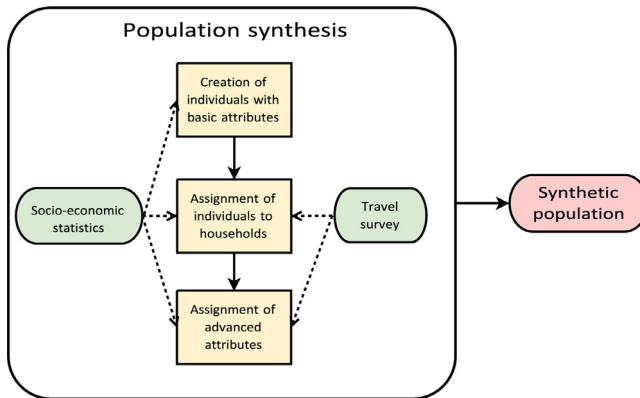 Population synthesis
Creation of
individuals with
basic attributes
Socio-economic
statistics
Assignment of
individuals to
households
Travel
survey
Assignment of
advanced
attributes
Synthetic
population